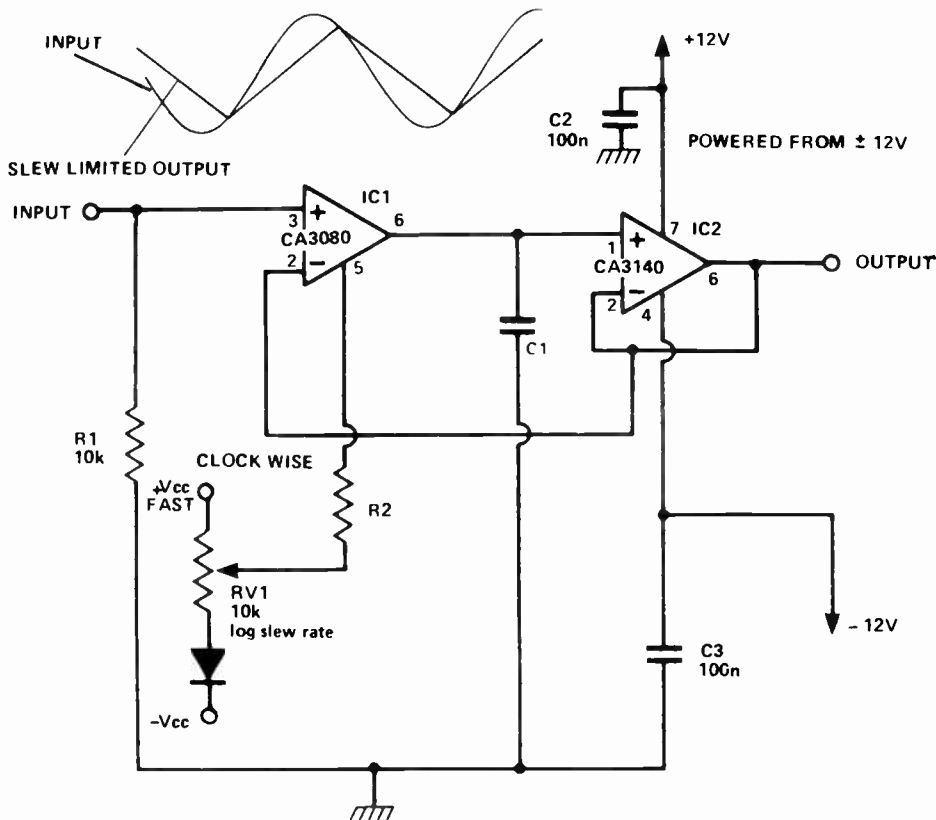 INPUT
SLEW LIMITED OUTPUT
+12V
C2
100n
POWERED FROM ± 12V
INPUT
3
+
CA3080
2
−
5
6
IC1
1
+
CA3140
2
−
4
7
6
IC2
OUTPUT
C1
R1
10k
CLOCK WISE
+Vcc
FAST
R2
RV1
10k
log slew rate
−Vcc
− 12V
C3
100n